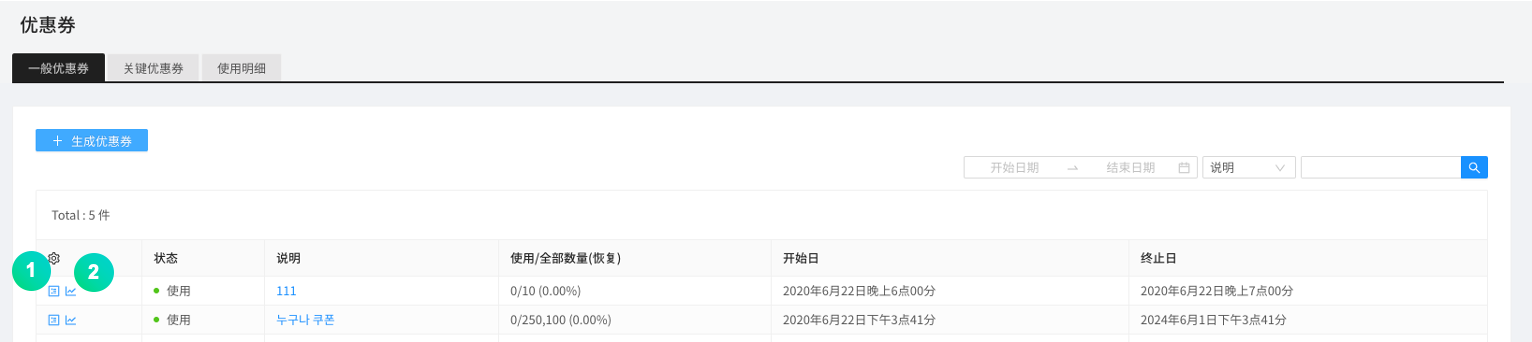 优惠券
一般优惠券 关键优惠券 使用明细
生成优惠券
开始日期 → 结束日期 说明
Total : 5 件
1 2
状态 说明 使用/全部数量(恢复) 开始日 终止日
使用 111 0/10 (0.00%) 2020年6月22日晚上6点00分 2020年6月22日晚上7点00分
使用 누구나 쿠폰 0/250,100 (0.00%) 2020年6月22日下午3点41分 2024年6月1日下午3点41分